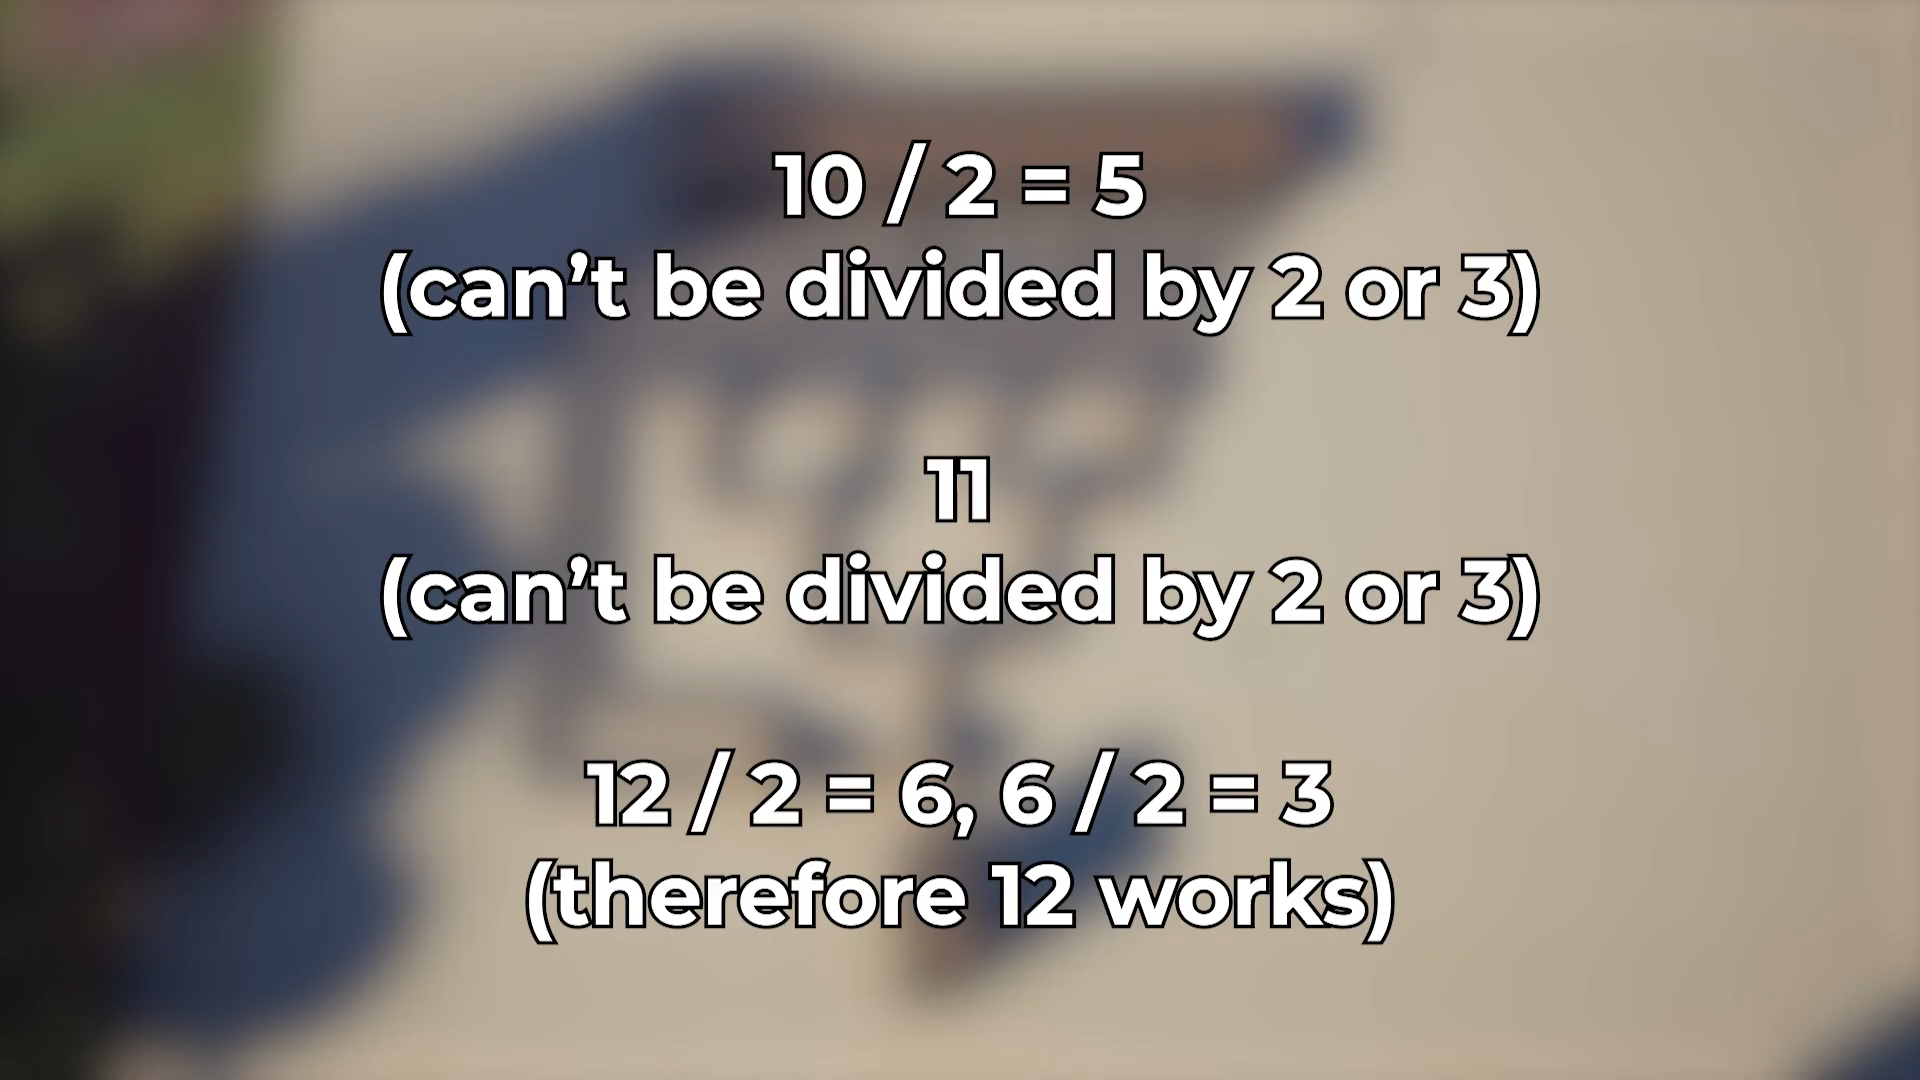 10 / 2 = 5
(can’t be divided by 2 or 3)
11
(can’t be divided by 2 or 3)
12 / 2 = 6, 6 / 2 = 3
(therefore 12 works)